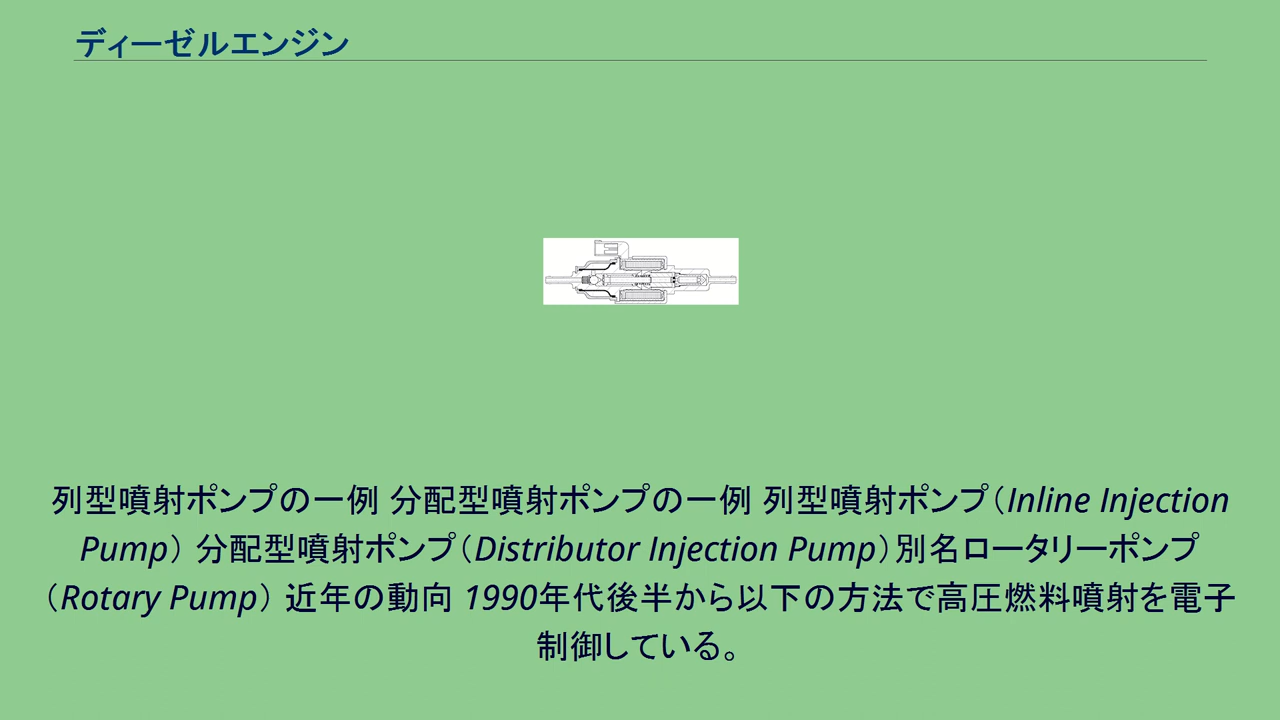 ディーゼルエンジン
列型噴射ポンプの一例 分配型噴射ポンプの一例 列型噴射ポンプ（Inline Injection
Pump） 分配型噴射ポンプ（Distributor Injection Pump）別名ロータリーポンプ
（Rotary Pump） 近年の動向 1990年代後半から以下の方法で高圧燃料噴射を電子
制御している。